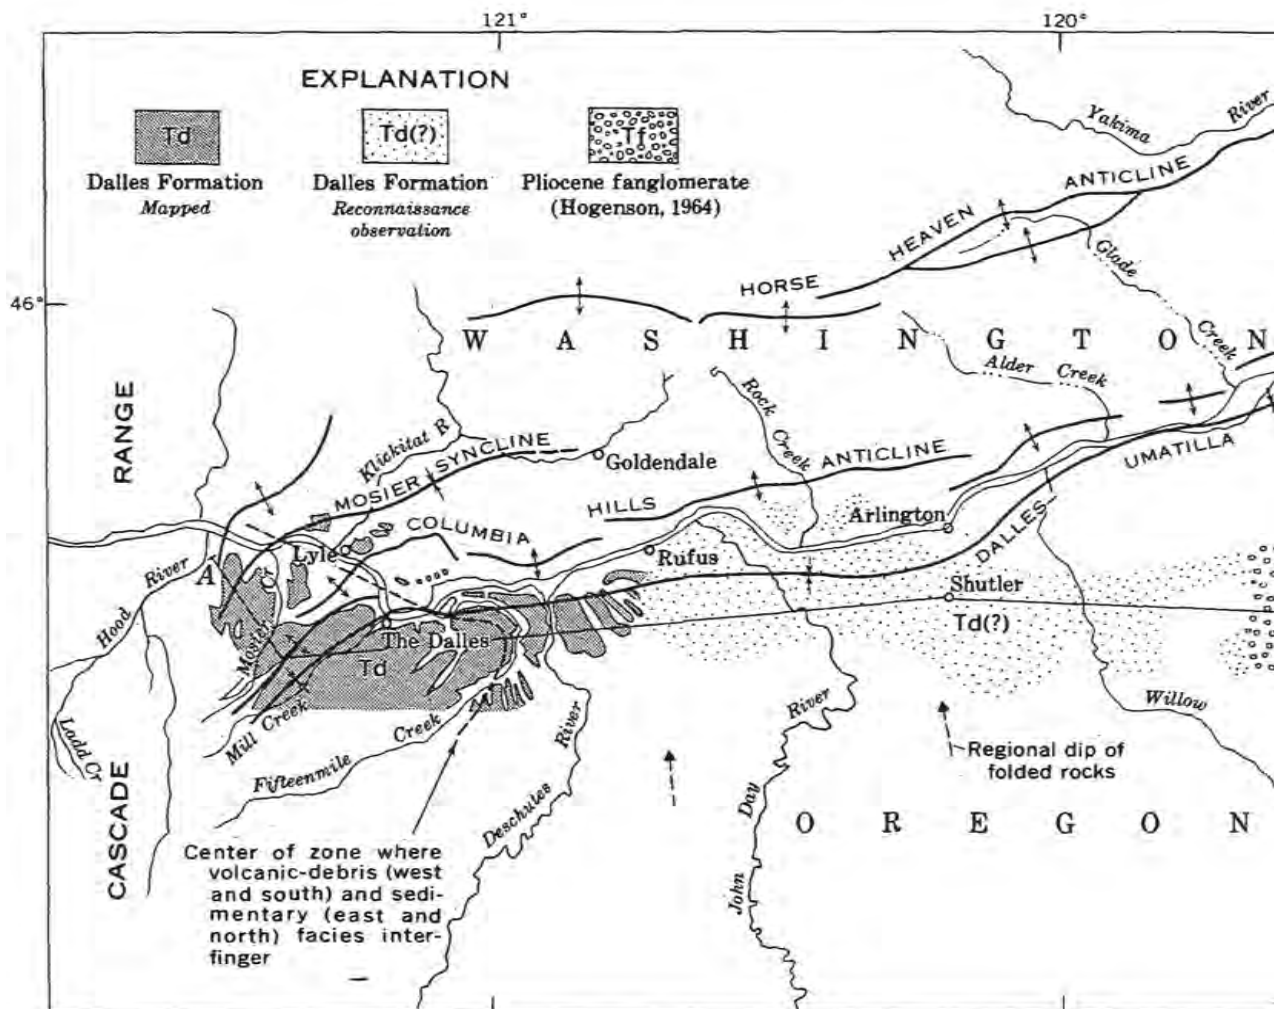 121°
120°
EXPLANATION
Td
Td(?)
Tf
Dalles Formation
Mapped
Dalles Formation
Reconnaissance
observation
Pliocene fanglomerate
(Hogenson, 1964)
Yakima
River
HORSE
HEAVEN
ANTICLINE
46°
WASHINGTON
Glade
Creek
Alder Creek
Rock
Creek
RANGE
Klickitat R
MOSIER SYNCLINE
Goldendale
COLUMBIA
HILLS
ANTICLINE
UMATILLA
Arlington
DALLES
Lyle
Rufus
Shutler
Hood
River
A
Mosier
The Dalles
Td
Td(?)
Mill Creek
Fifteenmile
Creek
Ladd Cr
River
Deschutes
River
Day
John
Willow
Regional dip of
folded rocks
OREGON
CASCADE
Center of zone where
volcanic-debris (west
and south) and sedi-
mentary (east and
north) facies inter-
finger